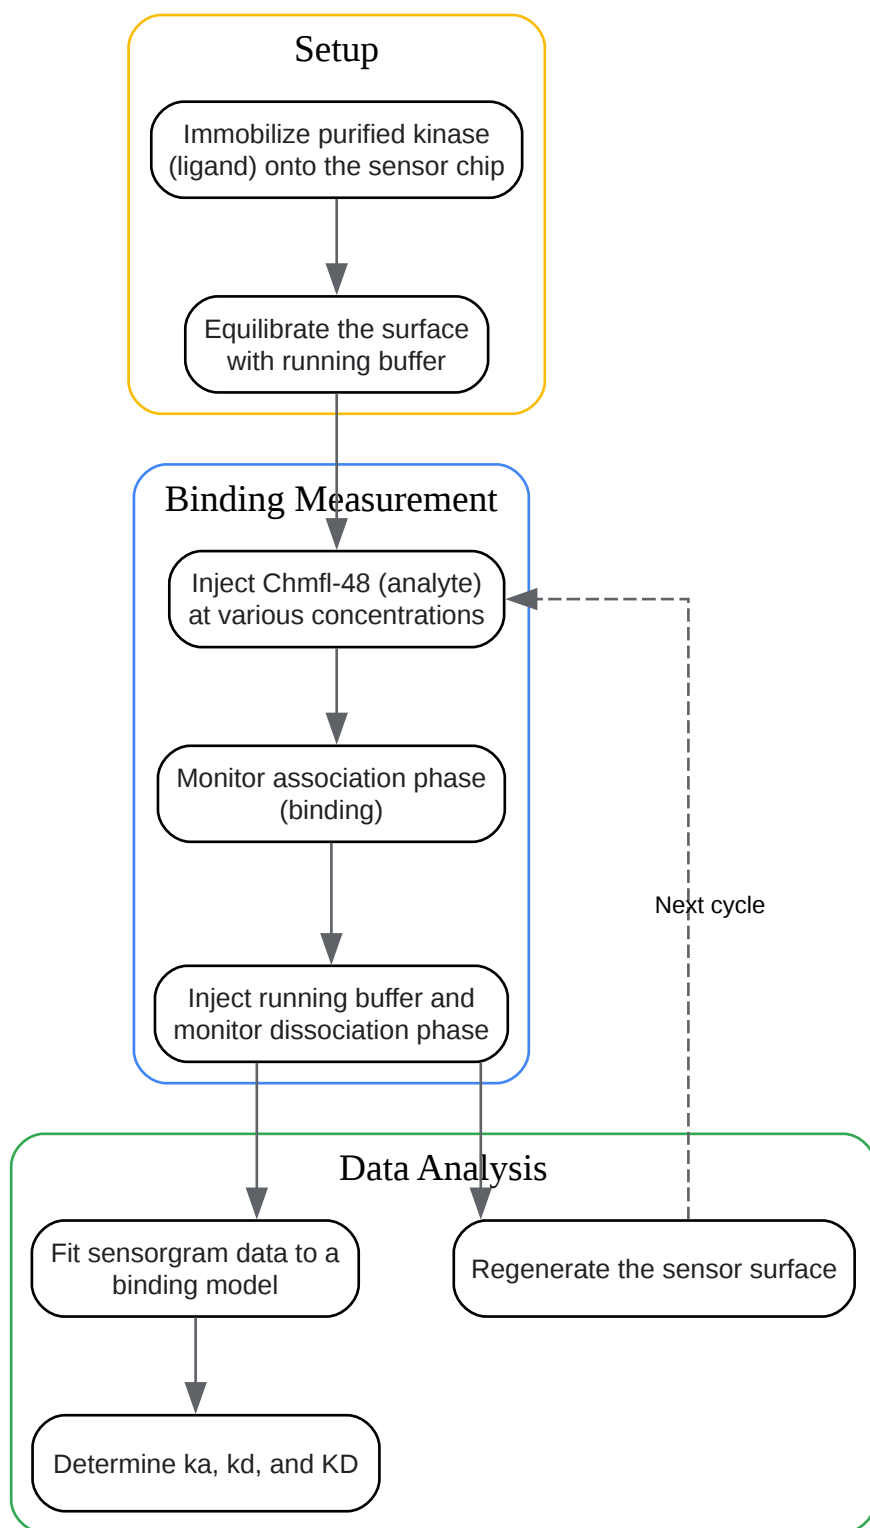 Setup
Immobilize purified kinase
(ligand) onto the sensor chip
Equilibrate the surface
with running buffer
Binding Measurement
Inject Chmfl-48 (analyte)
at various concentrations
Monitor association phase
(binding)
Next cycle
Inject running buffer and
monitor dissociation phase
Data Analysis
Fit sensorgram data to a
binding model
Regenerate the sensor surface
Determine ka, kd, and KD